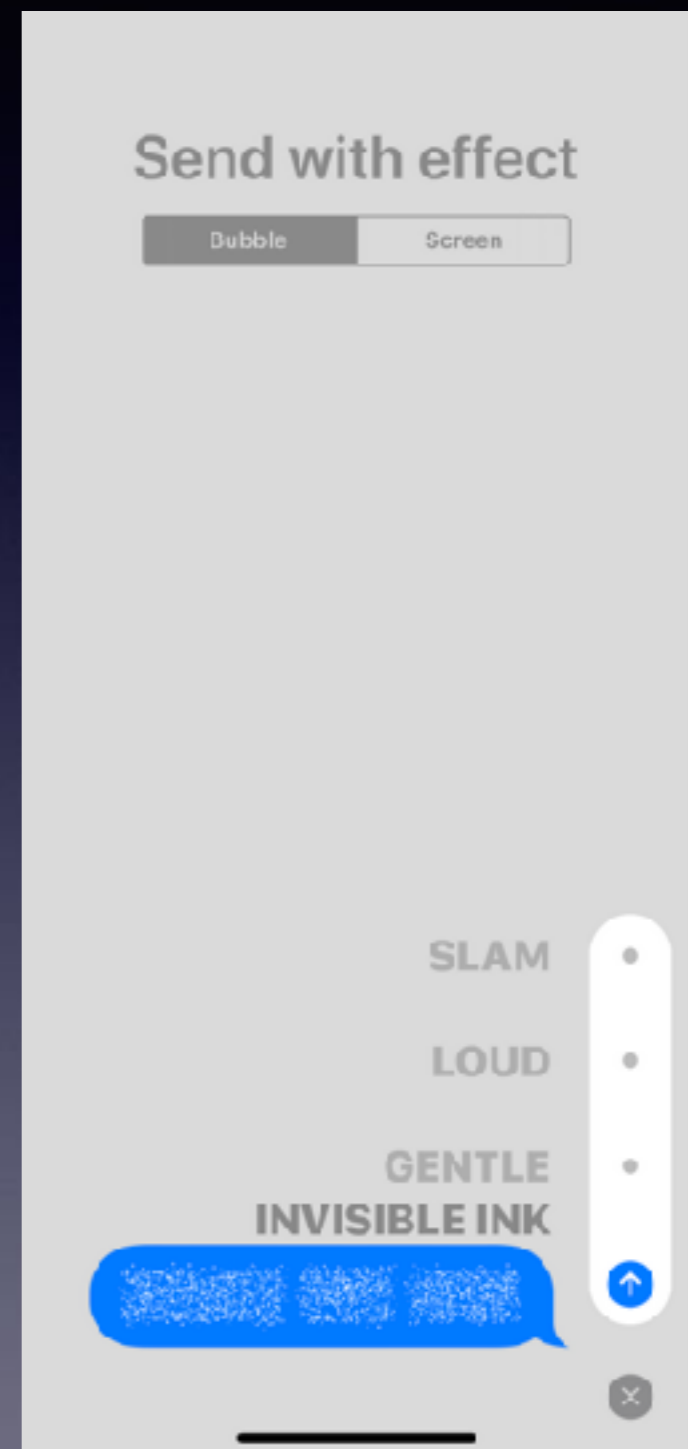 Send with effect
Bubble Screen
SLAM
LOUD
GENTLE
INVISIBLE INK